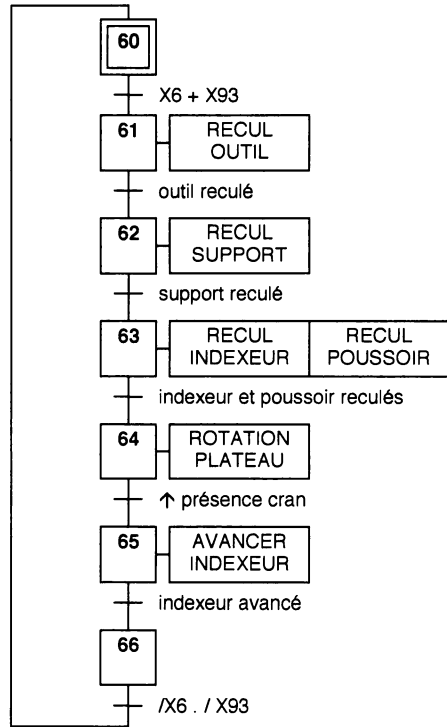 60
X6 + X93
61
RECUL
OUTIL
outil reculé
62
RECUL
SUPPORT
support reculé
63
RECUL
INDEXEUR
RECUL
POUSSOIR
indexeur et poussoir reculés
64
ROTATION
PLATEAU
↑ présence cran
65
AVANCER
INDEXEUR
indexeur avancé
66
/X6 . / X93